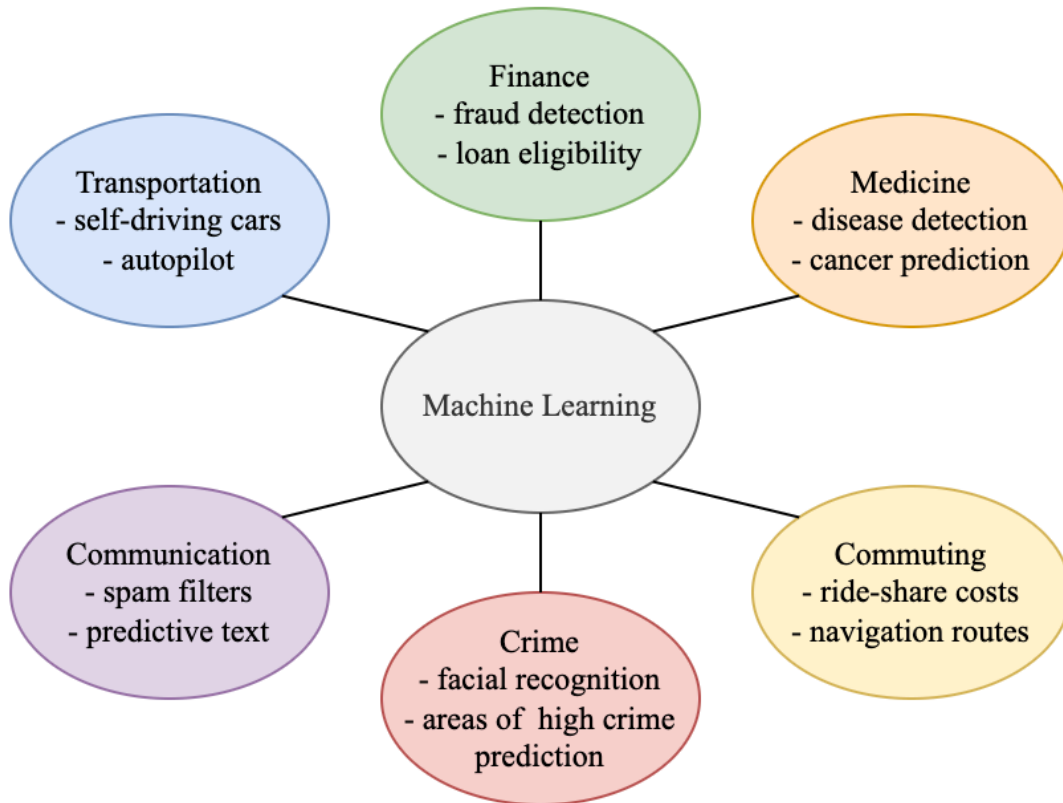 Finance
- fraud detection
- loan eligibility
Transportation
- self-driving cars
- autopilot
Medicine
- disease detection
- cancer prediction
Machine Learning
Communication
- spam filters
- predictive text
Commuting
- ride-share costs
- navigation routes
Crime
- facial recognition
- areas of  high crime
prediction